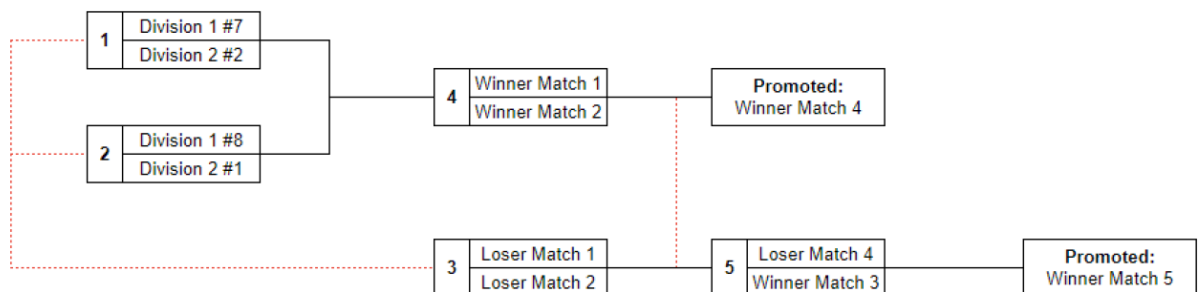 1
Division 1 #7
Division 2 #2
2
Division 1 #8
Division 2 #1
4
Winner Match 1
Winner Match 2
Promoted:
Winner Match 4
3
Loser Match 1
Loser Match 2
5
Loser Match 4
Winner Match 3
Promoted:
Winner Match 5